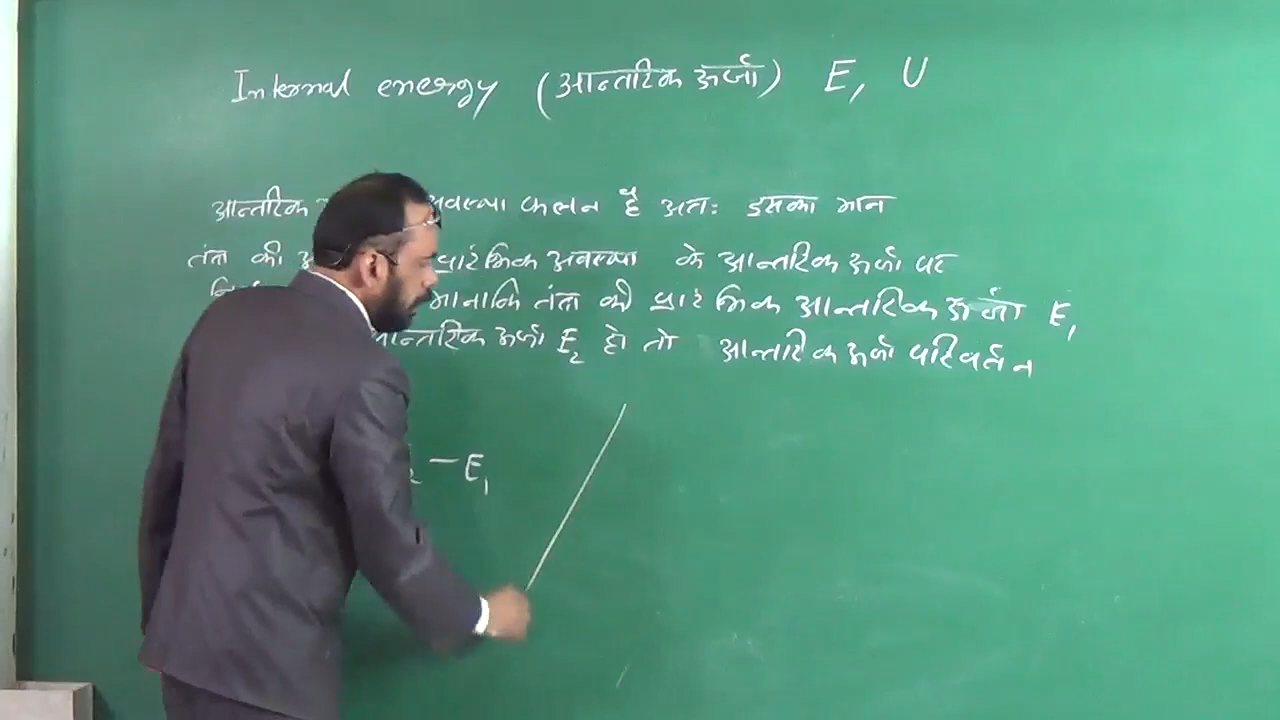 Internal energy (आन्तरिक ऊर्जा) E, U
आन्तरिक अवस्था फलन है अतः इसका मान
तंत्र की प्रारंभिक अवस्था के आन्तरिक ऊर्जा पर
मानाकि तंत्र की प्रारंभिक आन्तरिक ऊर्जा E₁
आन्तरिक ऊर्जा E₂ हो तो आन्तरिक ऊर्जा परिवर्तन
- E₁